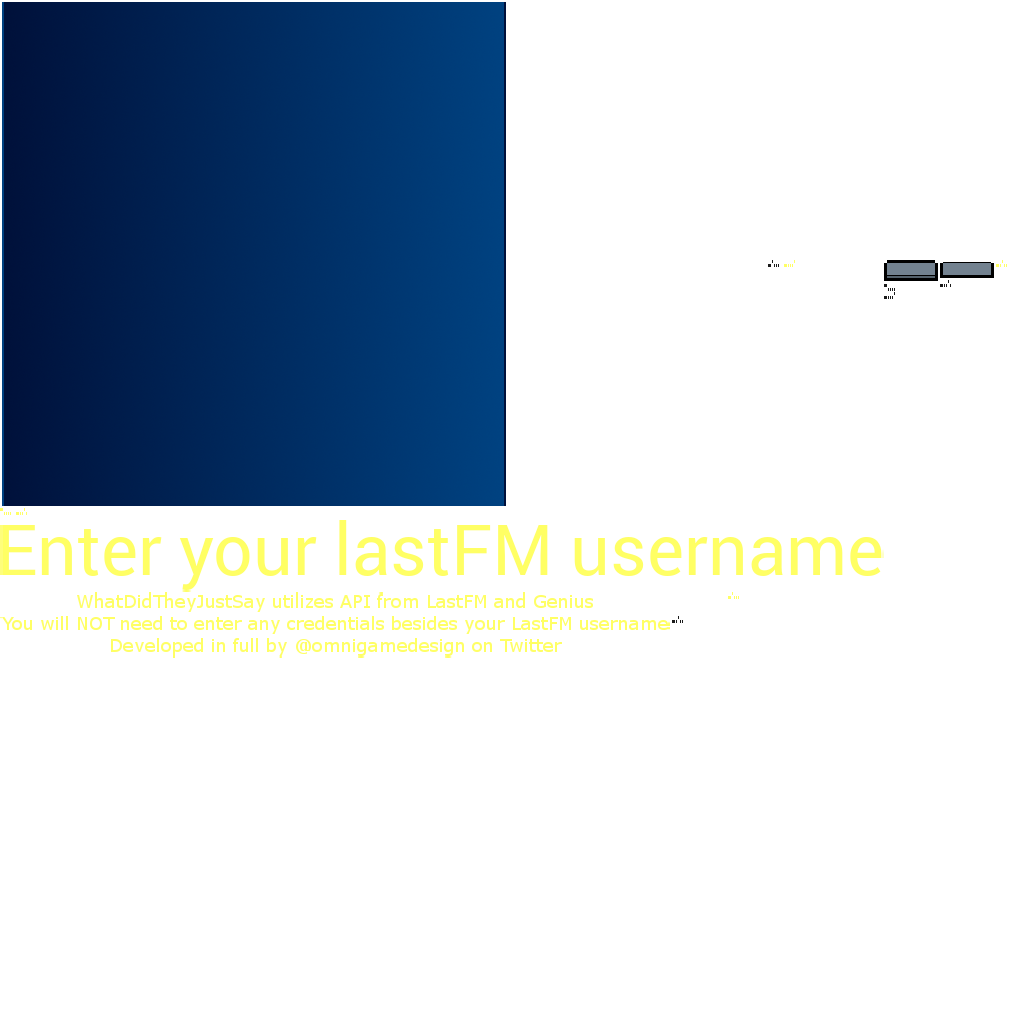 Enter your lastFM username
WhatDidTheyJustSay utilizes API from LastFM and Genius
You will NOT need to enter any credentials besides your LastFM username
Developed in full by @omnigamedesign on Twitter